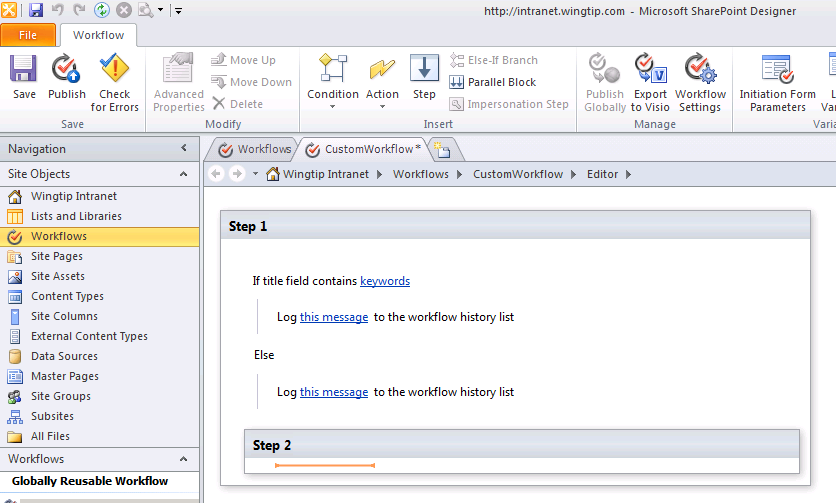 http://intranet.wingtip.com - Microsoft SharePoint Designer
File Workflow
Save Publish Check for Errors Advanced Properties Move Up Move Down Delete Condition Action Step Else-If Branch Parallel Block Impersonation Step Publish Globally Export to Visio Workflow Settings Initiation Form Parameters
Save Modify Insert Manage
Navigation
Workflows CustomWorkflow *
Site Objects
Wingtip Intranet Workflows CustomWorkflow Editor
Wingtip Intranet
Lists and Libraries
Workflows
Site Pages
Site Assets
Content Types
Site Columns
External Content Types
Data Sources
Master Pages
Site Groups
Subsites
All Files
Workflows
Globally Reusable Workflow
Step 1
If title field contains keywords
Log this message to the workflow history list
Else
Log this message to the workflow history list
Step 2